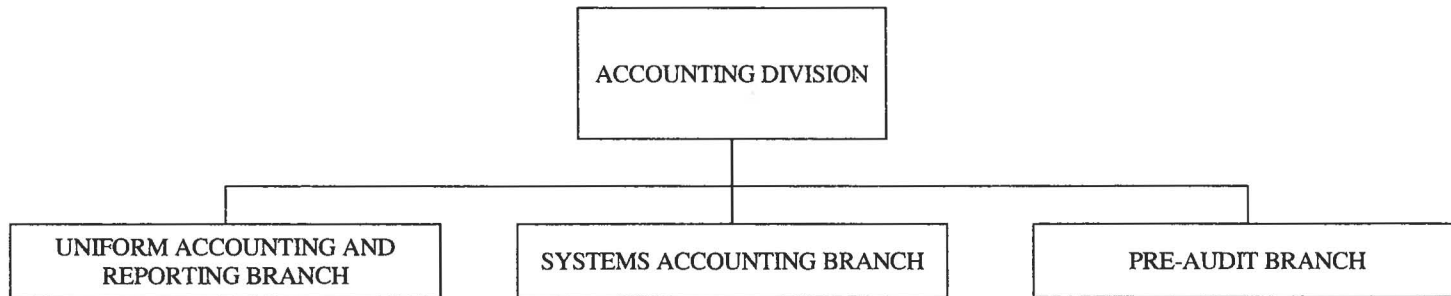 ACCOUNTING DIVISION
UNIFORM ACCOUNTING AND
REPORTING BRANCH
SYSTEMS ACCOUNTING BRANCH
PRE-AUDIT BRANCH